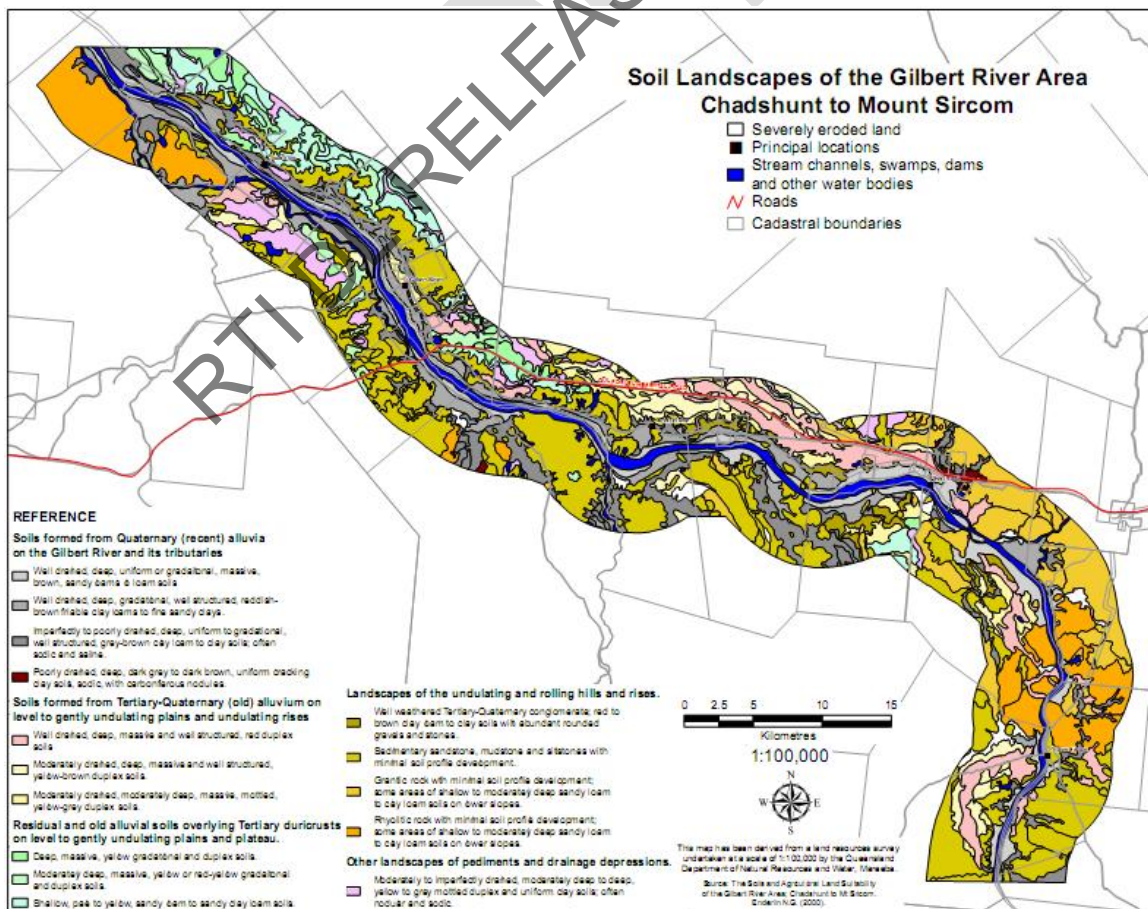 RTI D RELEAS
Soil Landscapes of the Gilbert River Area
Chadshunt to Mount Sircom
Severely eroded land
Principal locations
Stream channels, swamps, dams
and other water bodies
Roads
Cadastral boundaries
REFERENCE
Soils formed from Quaternary (recent) alluvia
on the Gilbert River and its tributaries
Well drained, deep, uniform or gradational, massive,
brown, sandy loams to loam soils
Well drained, deep, gradational, well structured, reddish-
brown friable clay loams to fine sandy clays.
Imperfectly to poorly drained, deep, uniform to gradational,
well structured, grey-brown clay loam to clay soils; often
sodic and saline.
Poorly drained, deep, dark grey to dark brown, uniform cracking
clay soils, sodic, with carboniferous nodules.
Soils formed from Tertiary-Quaternary (old) alluvium on
level to gently undulating plains and undulating rises
Well drained, deep, massive and well structured, red duplex
soils
Moderately drained, deep, massive and well structured,
yellow-brown duplex soils.
Moderately drained, moderately deep, massive, mottled,
yellow-grey duplex soils.
Residual and old alluvial soils overlying Tertiary duricrusts
on level to gently undulating plains and plateau.
Deep, massive, yellow gradational and duplex soils.
Moderately deep, massive, yellow or red-yellow gradational
and duplex soils.
Shallow, pale to yellow, sandy loam to sandy clay loam soils.
Landscapes of the undulating and rolling hills and rises.
Well weathered Tertiary-Quaternary conglomerate; red to
brown clay loam to clay soils with abundant rounded
gravels and stones.
Sedimentary sandstone, mudstone and siltstones with
minimal soil profile development.
Granitic rock with minimal soil profile development;
some areas of shallow to moderately deep sandy loam
to clay loam soils on lower slopes.
Rhyolitic rock with minimal soil profile development;
some areas of shallow to moderately deep sandy loam
to clay loam soils on lower slopes.
Other landscapes of pediments and drainage depressions.
Moderately to imperfectly drained, moderately deep to deep,
yellow to grey mottled duplex and uniform clay soils; often
nodular and sodic.
0 2.5 5 10 15
Kilometres
1:100,000
N
W E
S
This map has been derived from a land resources survey
undertaken at a scale of 1:100,000 by the Queensland
Department of Natural Resources and Water, Mareeba.
Source: The Soils and Agricultural Land Suitability
of the Gilbert River Area; Chadshunt to Mt Sircom.
Enderlin N.G. (2000).